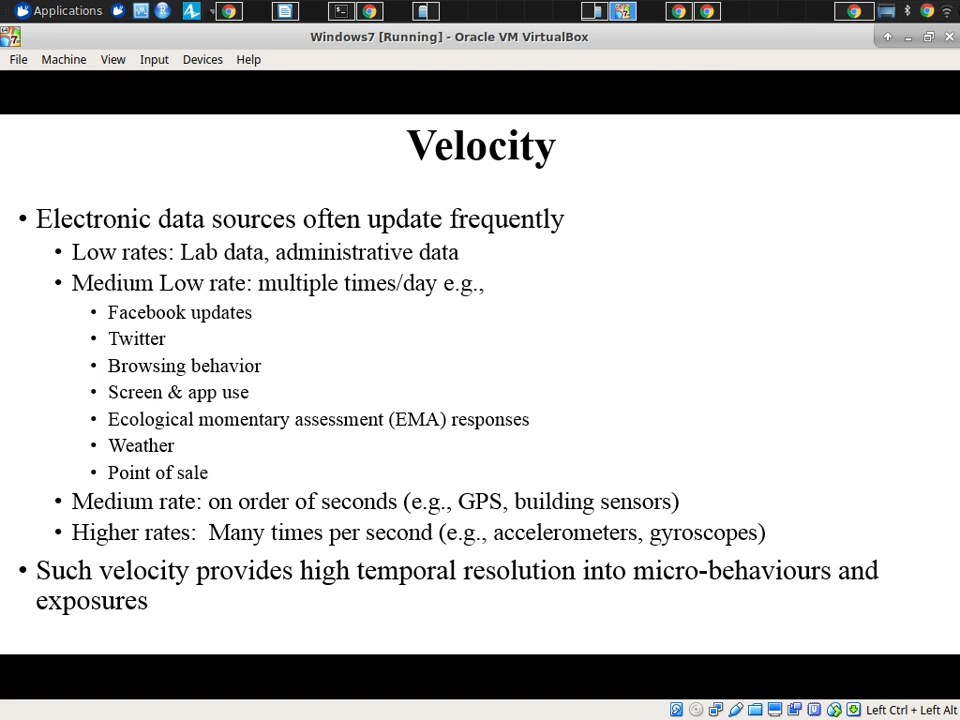 Applications
Windows7 [Running] - Oracle VM VirtualBox
File Machine View Input Devices Help
Velocity
• Electronic data sources often update frequently
• Low rates: Lab data, administrative data
• Medium Low rate: multiple times/day e.g.,
• Facebook updates
• Twitter
• Browsing behavior
• Screen & app use
• Ecological momentary assessment (EMA) responses
• Weather
• Point of sale
• Medium rate: on order of seconds (e.g., GPS, building sensors)
• Higher rates:  Many times per second (e.g., accelerometers, gyroscopes)
• Such velocity provides high temporal resolution into micro-behaviours and
exposures
Left Ctrl + Left Alt